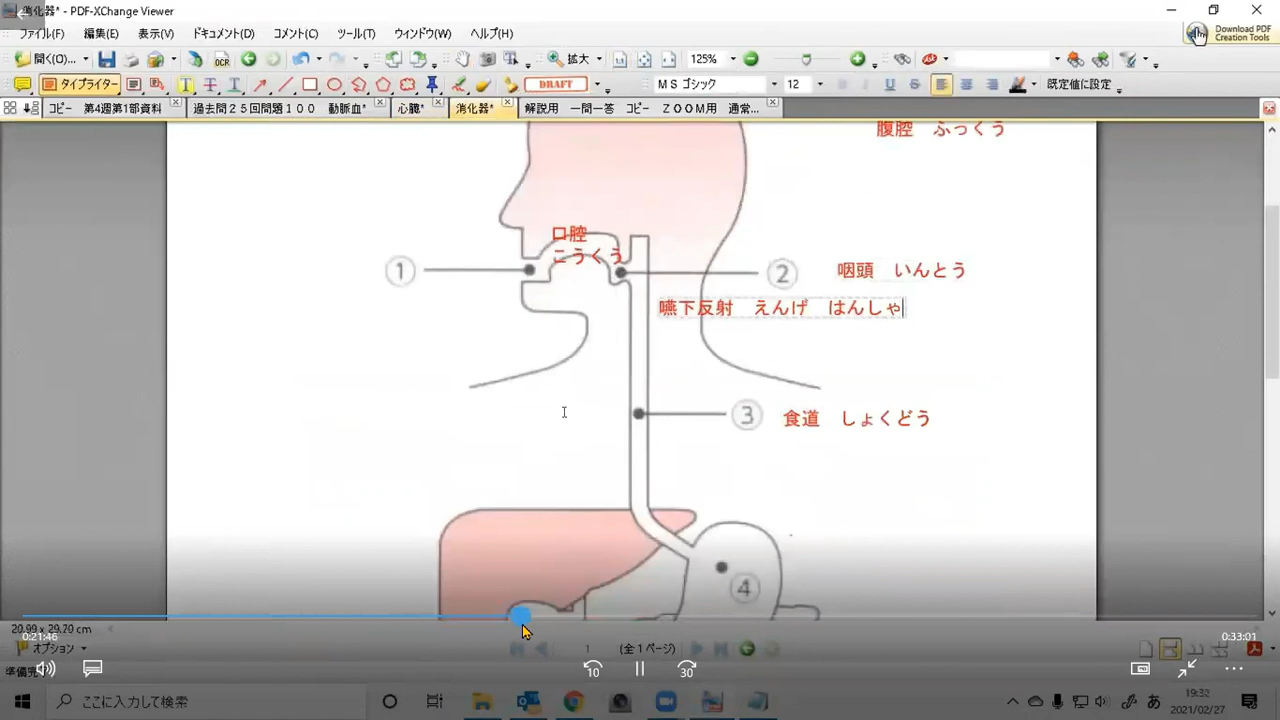 消化器* - PDF-XChange Viewer
ファイル(F) 編集(E) 表示(V) ドキュメント(D) コメント(C) ツール(T) ウィンドウ(W) ヘルプ(H)
Download PDF
Creation Tools
開く(O)... OCR 拡大 125%
タイプライター DRAFT MS ゴシック 12 既定値に設定
コピー 第4週第1部資料 過去問25回問題100 動脈血* 心臓* 消化器* 解説用 一問一答 コピー ZOOM用 通常...
腹腔 ふっくう
口腔
こうくう
①
② 咽頭 いんとう
嚥下反射 えんげ はんしゃ
③ 食道 しょくどう
④
20.99 x 29.70 cm
0:21:46
0:33:01
オプション 1 (全1ページ)
準備完
10 30
ここに入力して検索
あ
19:32
2021/02/27